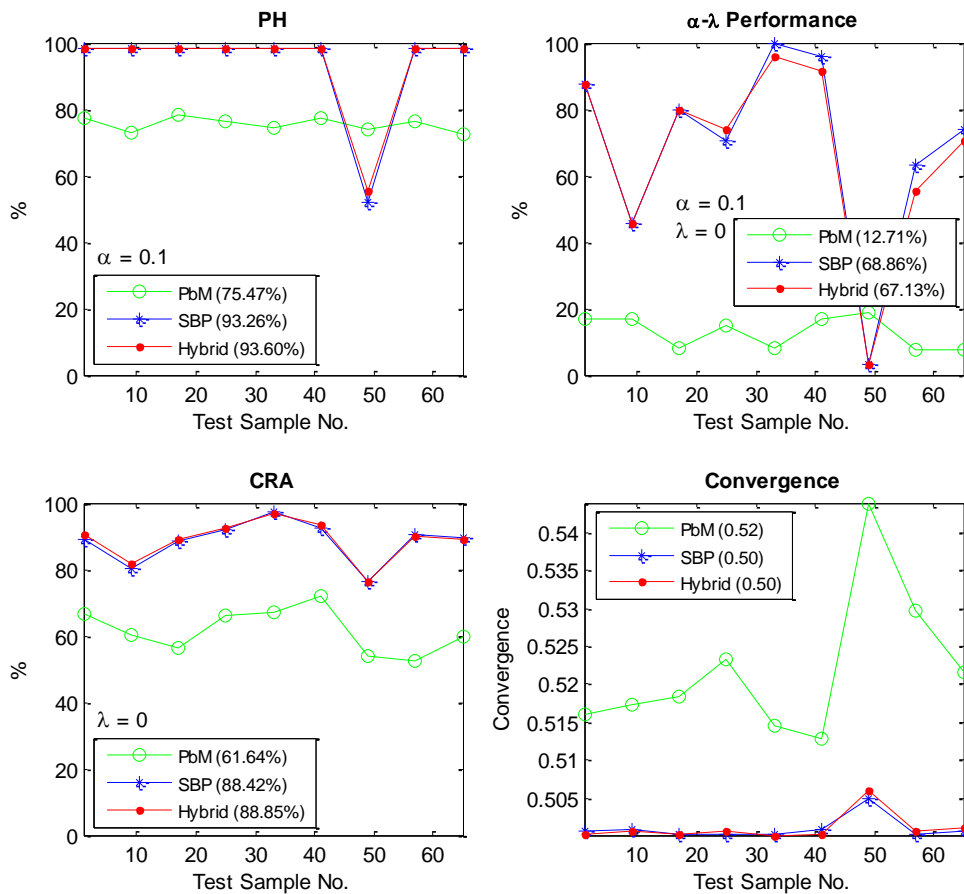 PH
100
80
60
40
20
0
%
α = 0.1
PbM (75.47%)
SBP (93.26%)
Hybrid (93.60%)
10 20 30 40 50 60
Test Sample No.
α-λ Performance
100
80
60
40
20
0
%
α = 0.1
λ = 0
PbM (12.71%)
SBP (68.86%)
Hybrid (67.13%)
10 20 30 40 50 60
Test Sample No.
CRA
100
80
60
40
20
0
%
λ = 0
PbM (61.64%)
SBP (88.42%)
Hybrid (88.85%)
10 20 30 40 50 60
Test Sample No.
Convergence
0.54
0.535
0.53
0.525
0.52
0.515
0.51
0.505
Convergence
PbM (0.52)
SBP (0.50)
Hybrid (0.50)
10 20 30 40 50 60
Test Sample No.